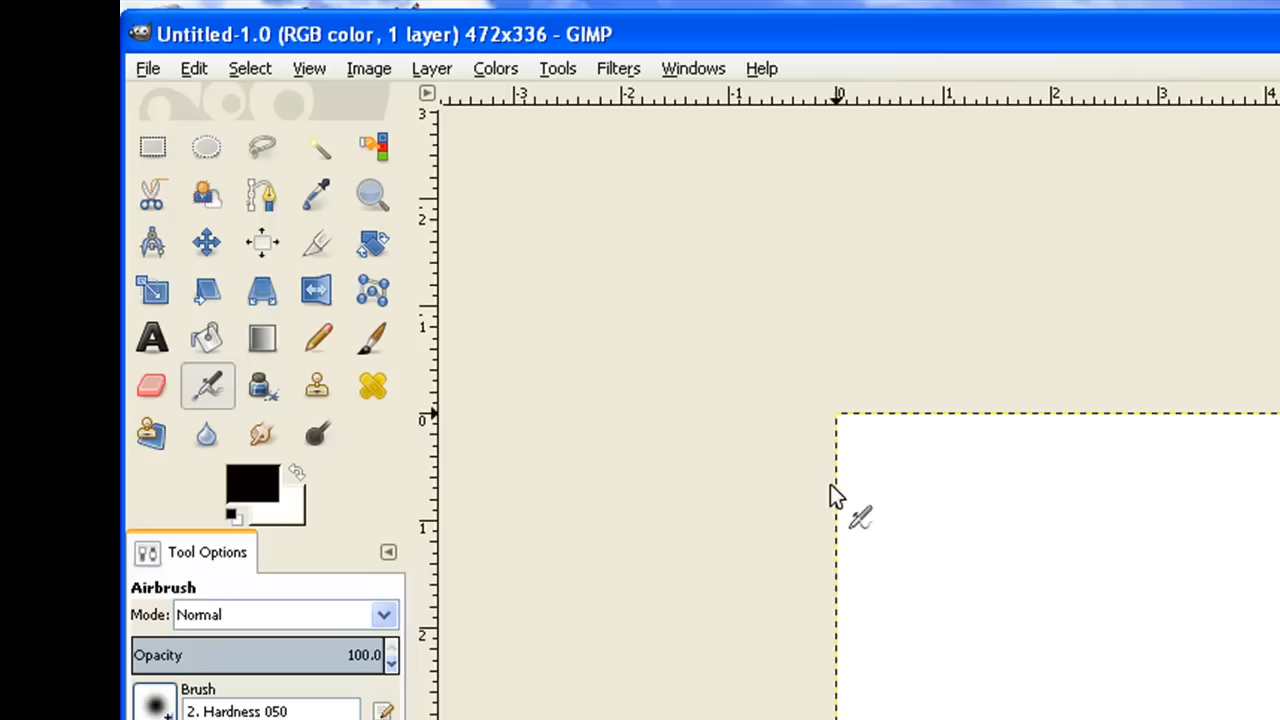 Untitled-1.0 (RGB color, 1 layer) 472x336 - GIMP
File Edit Select View Image Layer Colors Tools Filters Windows Help
-3 -2 -1 0 1 2 3 4
3
2
1
0
1
2
Tool Options
Airbrush
Mode: Normal
Opacity 100.0
Brush
2. Hardness 050